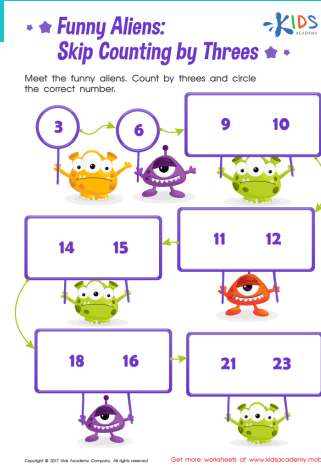 Funny Aliens:
KIDS
ACADEMY
Skip Counting by Threes
Meet the funny aliens. Count by threes and circle
the correct number.
3 6 9 10
14 15 11 12
18 16 21 23
Copyright © 2017 Kids Academy Company. All rights reserved
Get more worksheets at www.kidsacademy.mob